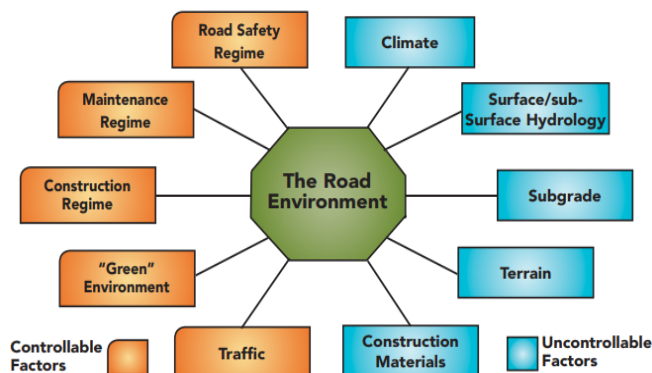 Road Safety
Regime
Climate
Maintenance
Regime
Surface/sub-
Surface Hydrology
The Road
Environment
Construction
Regime
Subgrade
"Green"
Environment
Terrain
Traffic
Construction
Materials
Controllable
Factors
Uncontrollable
Factors